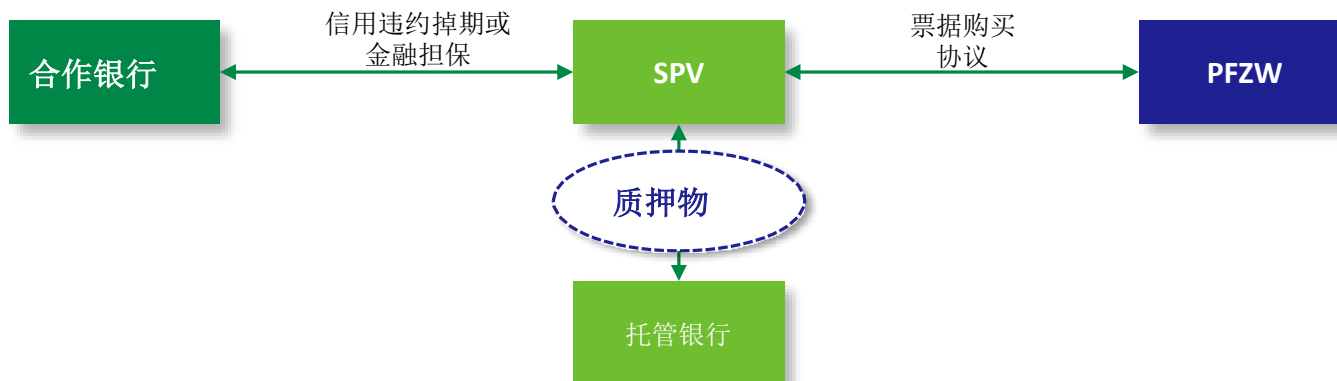 信用违约掉期或
金融担保
票据购买
协议
合作银行
SPV
PFZW
质押物
托管银行